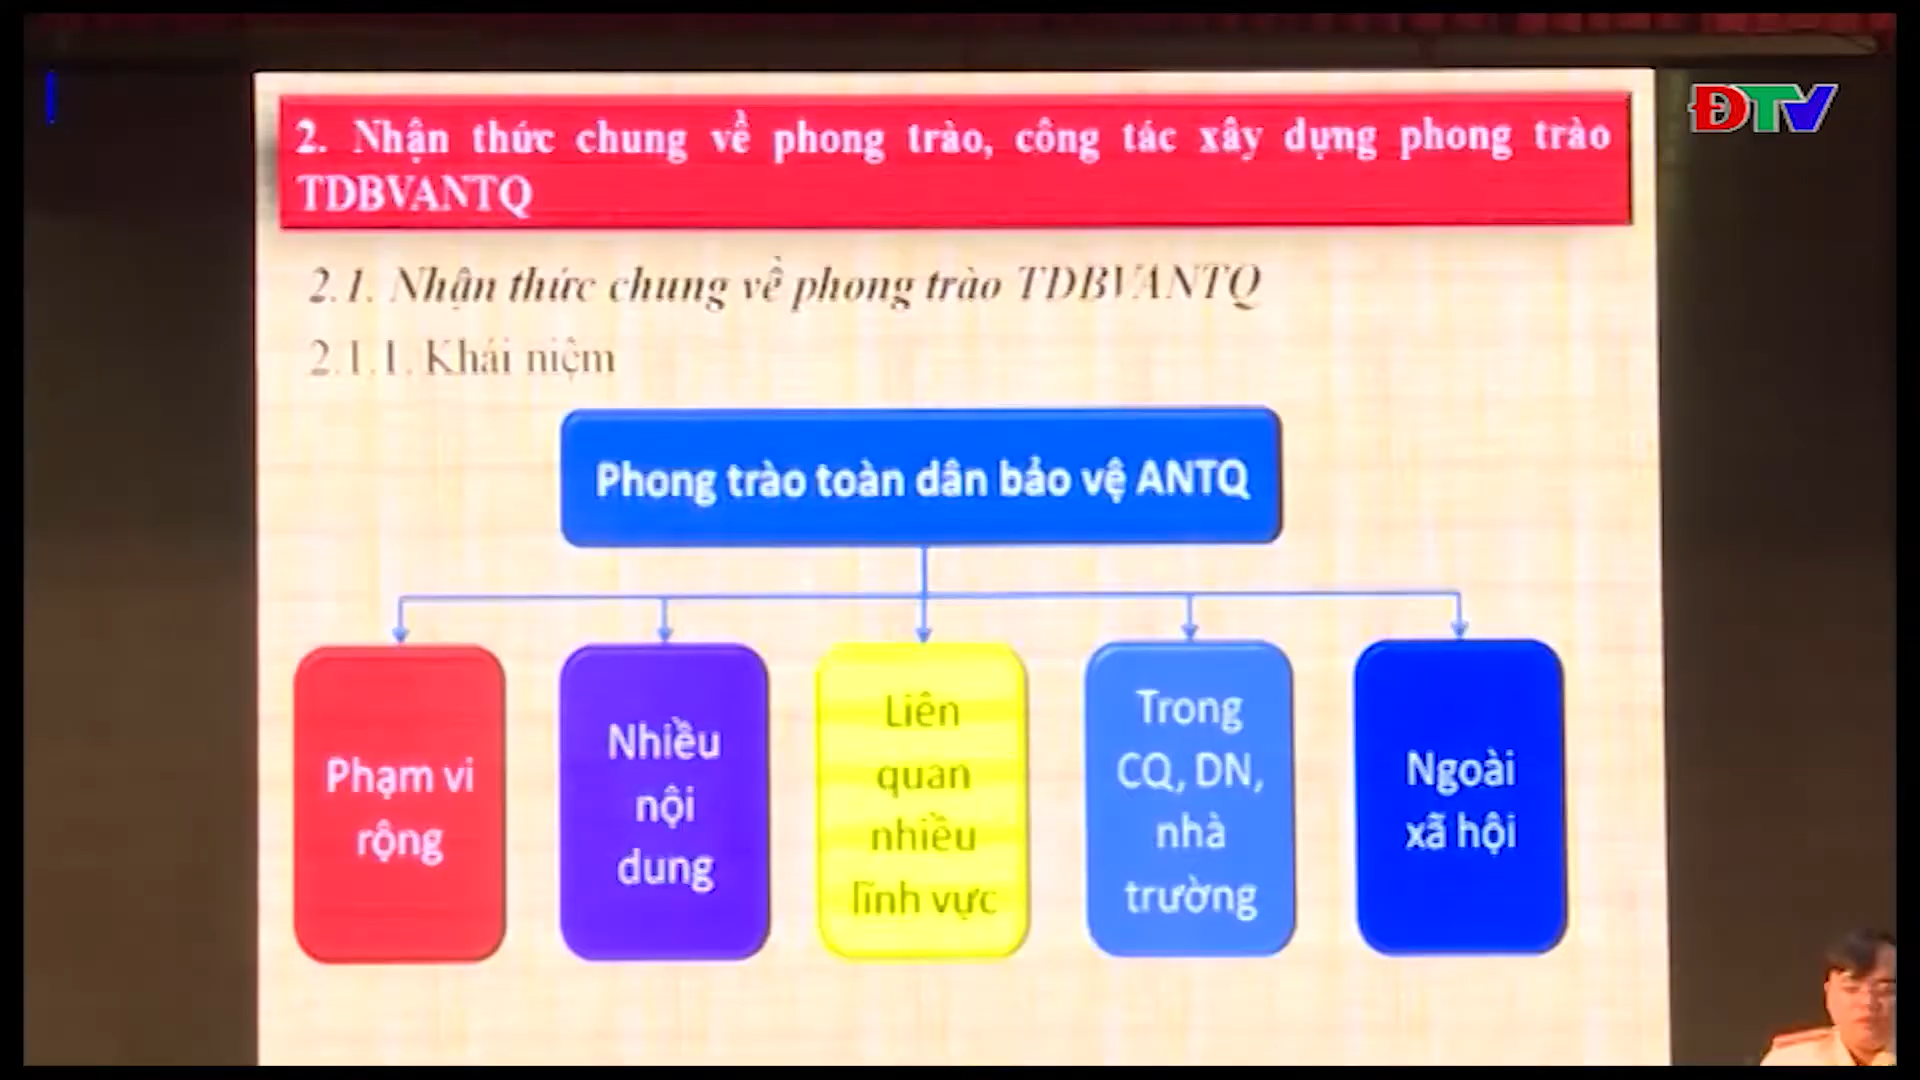 ĐTV
2. Nhận thức chung về phong trào, công tác xây dựng phong trào
TDBVANTQ
2.1. Nhận thức chung về phong trào TDBVANTQ
2.1.1. Khái niệm
Phong trào toàn dân bảo vệ ANTQ
Phạm vi
rộng
Nhiều
nội
dung
Liên
quan
nhiều
lĩnh vực
Trong
CQ, DN,
nhà
trường
Ngoài
xã hội